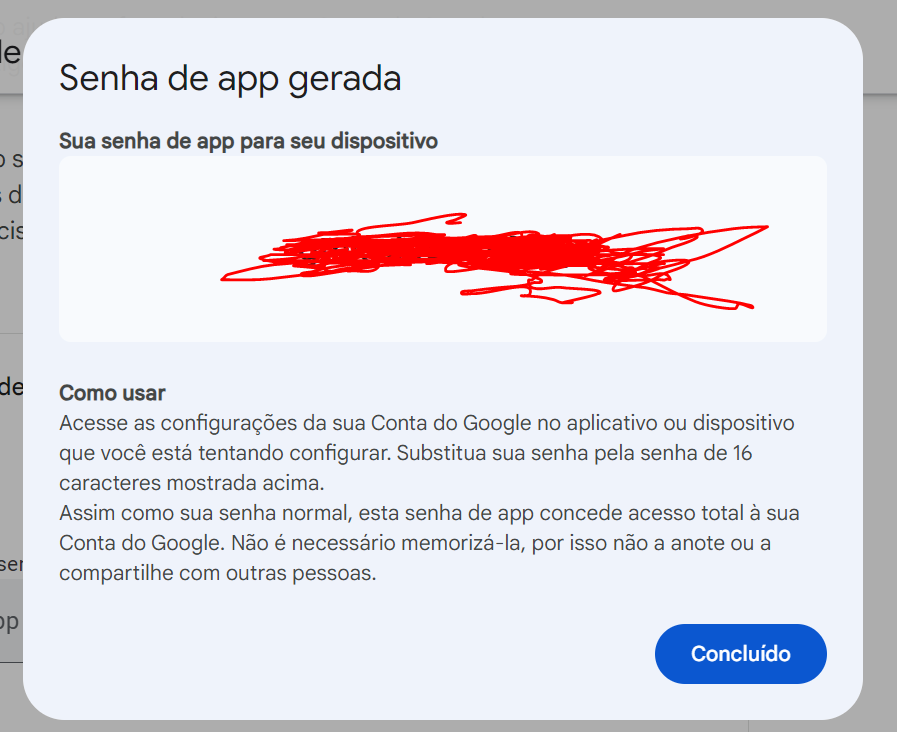 Senha de app gerada
Sua senha de app para seu dispositivo
Como usar
Acesse as configurações da sua Conta do Google no aplicativo ou dispositivo
que você está tentando configurar. Substitua sua senha pela senha de 16
caracteres mostrada acima.
Assim como sua senha normal, esta senha de app concede acesso total à sua
Conta do Google. Não é necessário memorizá-la, por isso não a anote ou a
compartilhe com outras pessoas.
Concluído